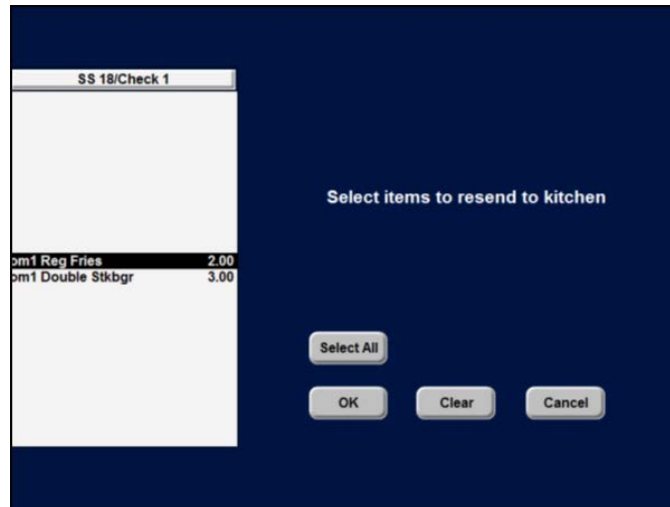 SS 18/Check 1
Select items to resend to kitchen
om1 Reg Fries 2.00
om1 Double Stkbgr 3.00
Select All
OK Clear Cancel